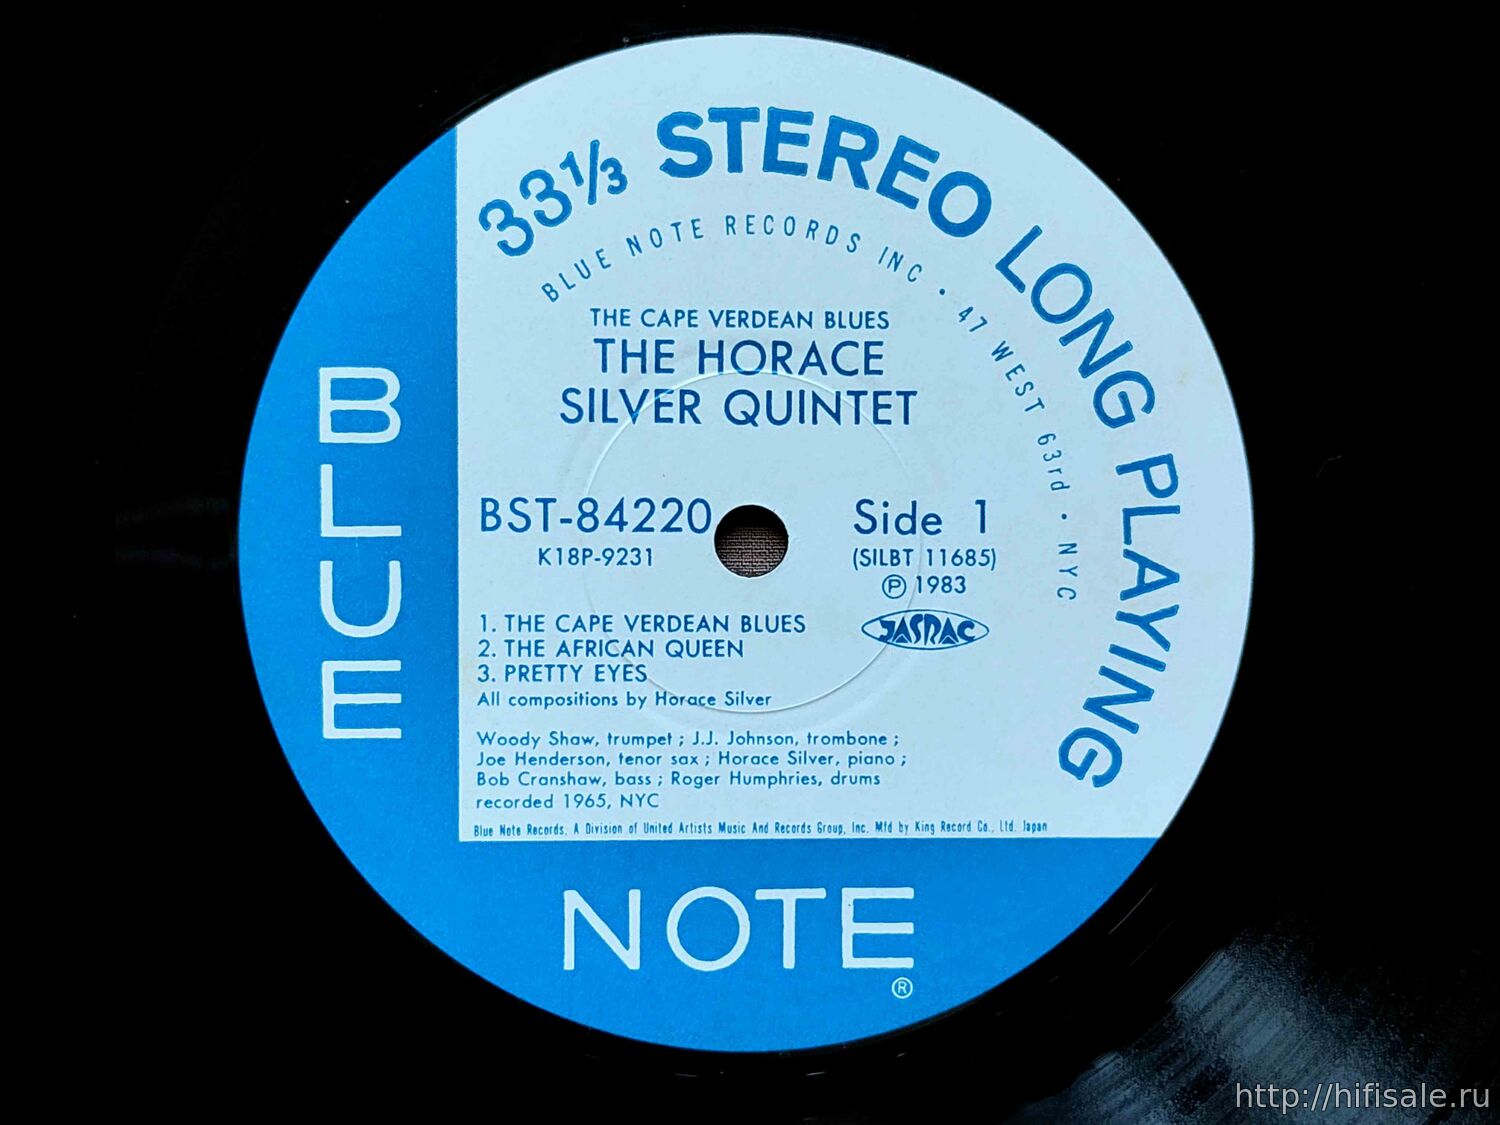 33⅓ STEREO LONG PLAYING
BLUE NOTE RECORDS INC · 47 WEST 63rd · NYC
THE CAPE VERDEAN BLUES
THE HORACE
SILVER QUINTET
BST-84220
K18P-9231
Side 1
(SILBT 11685)
Ⓟ 1983
JASRAC
1. THE CAPE VERDEAN BLUES
2. THE AFRICAN QUEEN
3. PRETTY EYES
All compositions by Horace Silver
Woody Shaw, trumpet ; J.J. Johnson, trombone ;
Joe Henderson, tenor sax ; Horace Silver, piano ;
Bob Cranshaw, bass ; Roger Humphries, drums
recorded 1965, NYC
Blue Note Records, A Division of United Artists Music And Records Group, Inc. Mfd by King Record Co., Ltd. Japan
BLUE
NOTE
®
http://hifisale.ru